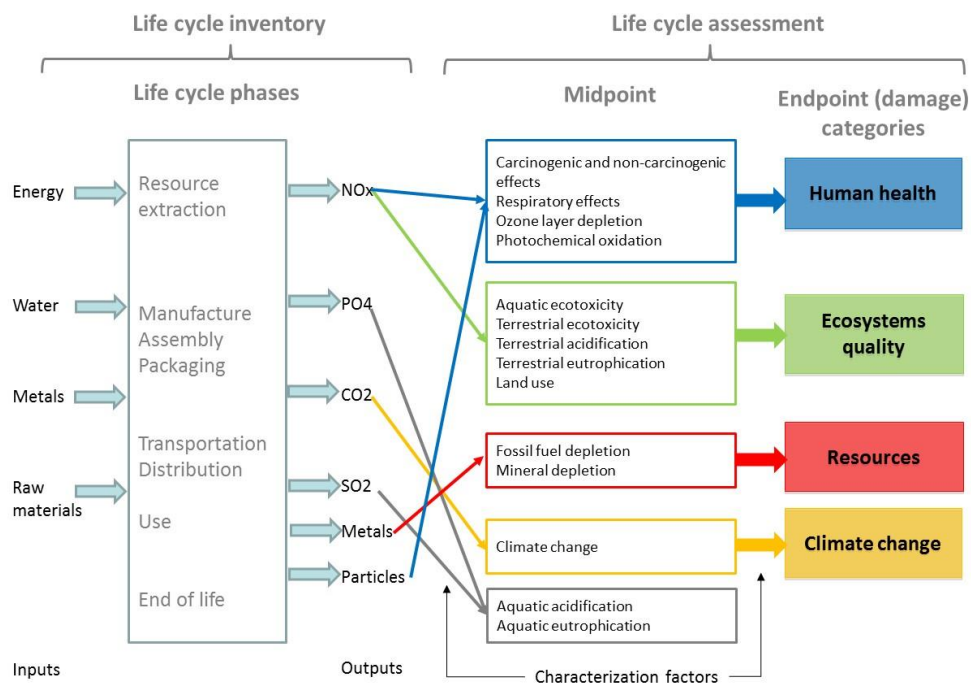 Life cycle inventory
Life cycle assessment
Life cycle phases
Midpoint
Endpoint (damage)
categories
Energy
Water
Metals
Raw
materials
Inputs
Resource
extraction
Manufacture
Assembly
Packaging
Transportation
Distribution
Use
End of life
NOx
PO4
CO2
SO2
Metals
Particles
Outputs
Carcinogenic and non-carcinogenic
effects
Respiratory effects
Ozone layer depletion
Photochemical oxidation
Aquatic ecotoxicity
Terrestrial ecotoxicity
Terrestrial acidification
Terrestrial eutrophication
Land use
Fossil fuel depletion
Mineral depletion
Climate change
Aquatic acidification
Aquatic eutrophication
Characterization factors
Human health
Ecosystems
quality
Resources
Climate change